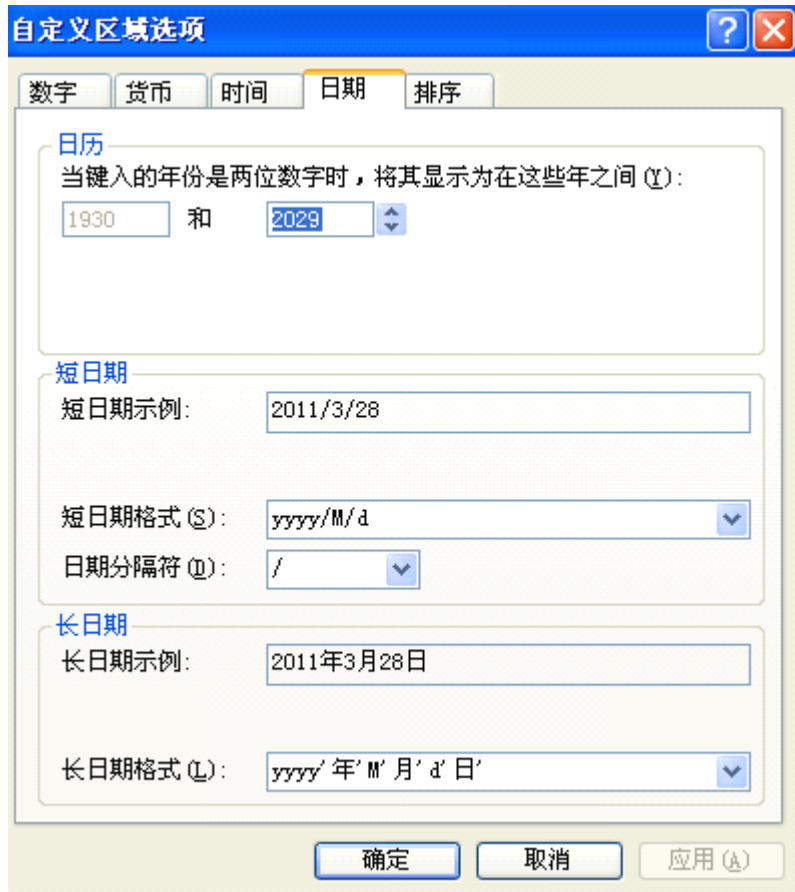 自定义区域选项
数字 货币 时间 日期 排序
日历
当键入的年份是两位数字时，将其显示为在这些年之间(Y):
1930 和 2029
短日期
短日期示例: 2011/3/28
短日期格式(S): yyyy/M/d
日期分隔符(D): /
长日期
长日期示例: 2011年3月28日
长日期格式(L): yyyy'年'M'月'd'日'
确定 取消 应用(A)